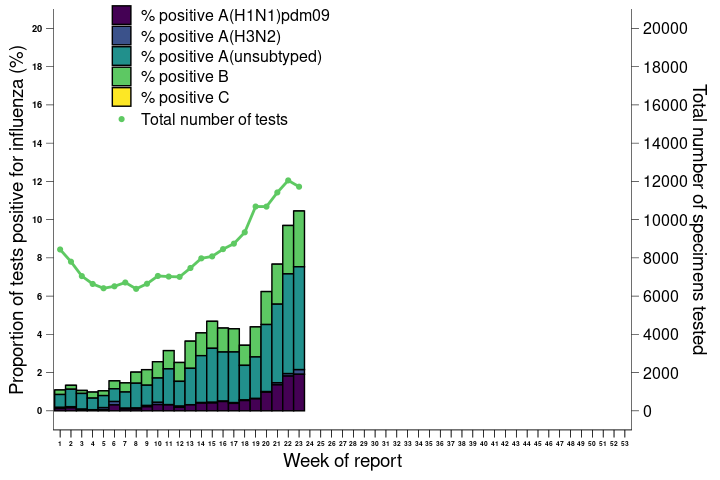 % positive A(H1N1)pdm09
% positive A(H3N2)
% positive A(unsubtyped)
% positive B
% positive C
Total number of tests
Proportion of tests positive for influenza (%)
20
18
16
14
12
10
8
6
4
2
0
20000
18000
16000
14000
12000
10000
8000
6000
4000
2000
0
Total number of specimens tested
1 2 3 4 5 6 7 8 9 10 11 12 13 14 15 16 17 18 19 20 21 22 23 24 25 26 27 28 29 30 31 32 33 34 35 36 37 38 39 40 41 42 43 44 45 46 47 48 49 50 51 52 53
Week of report